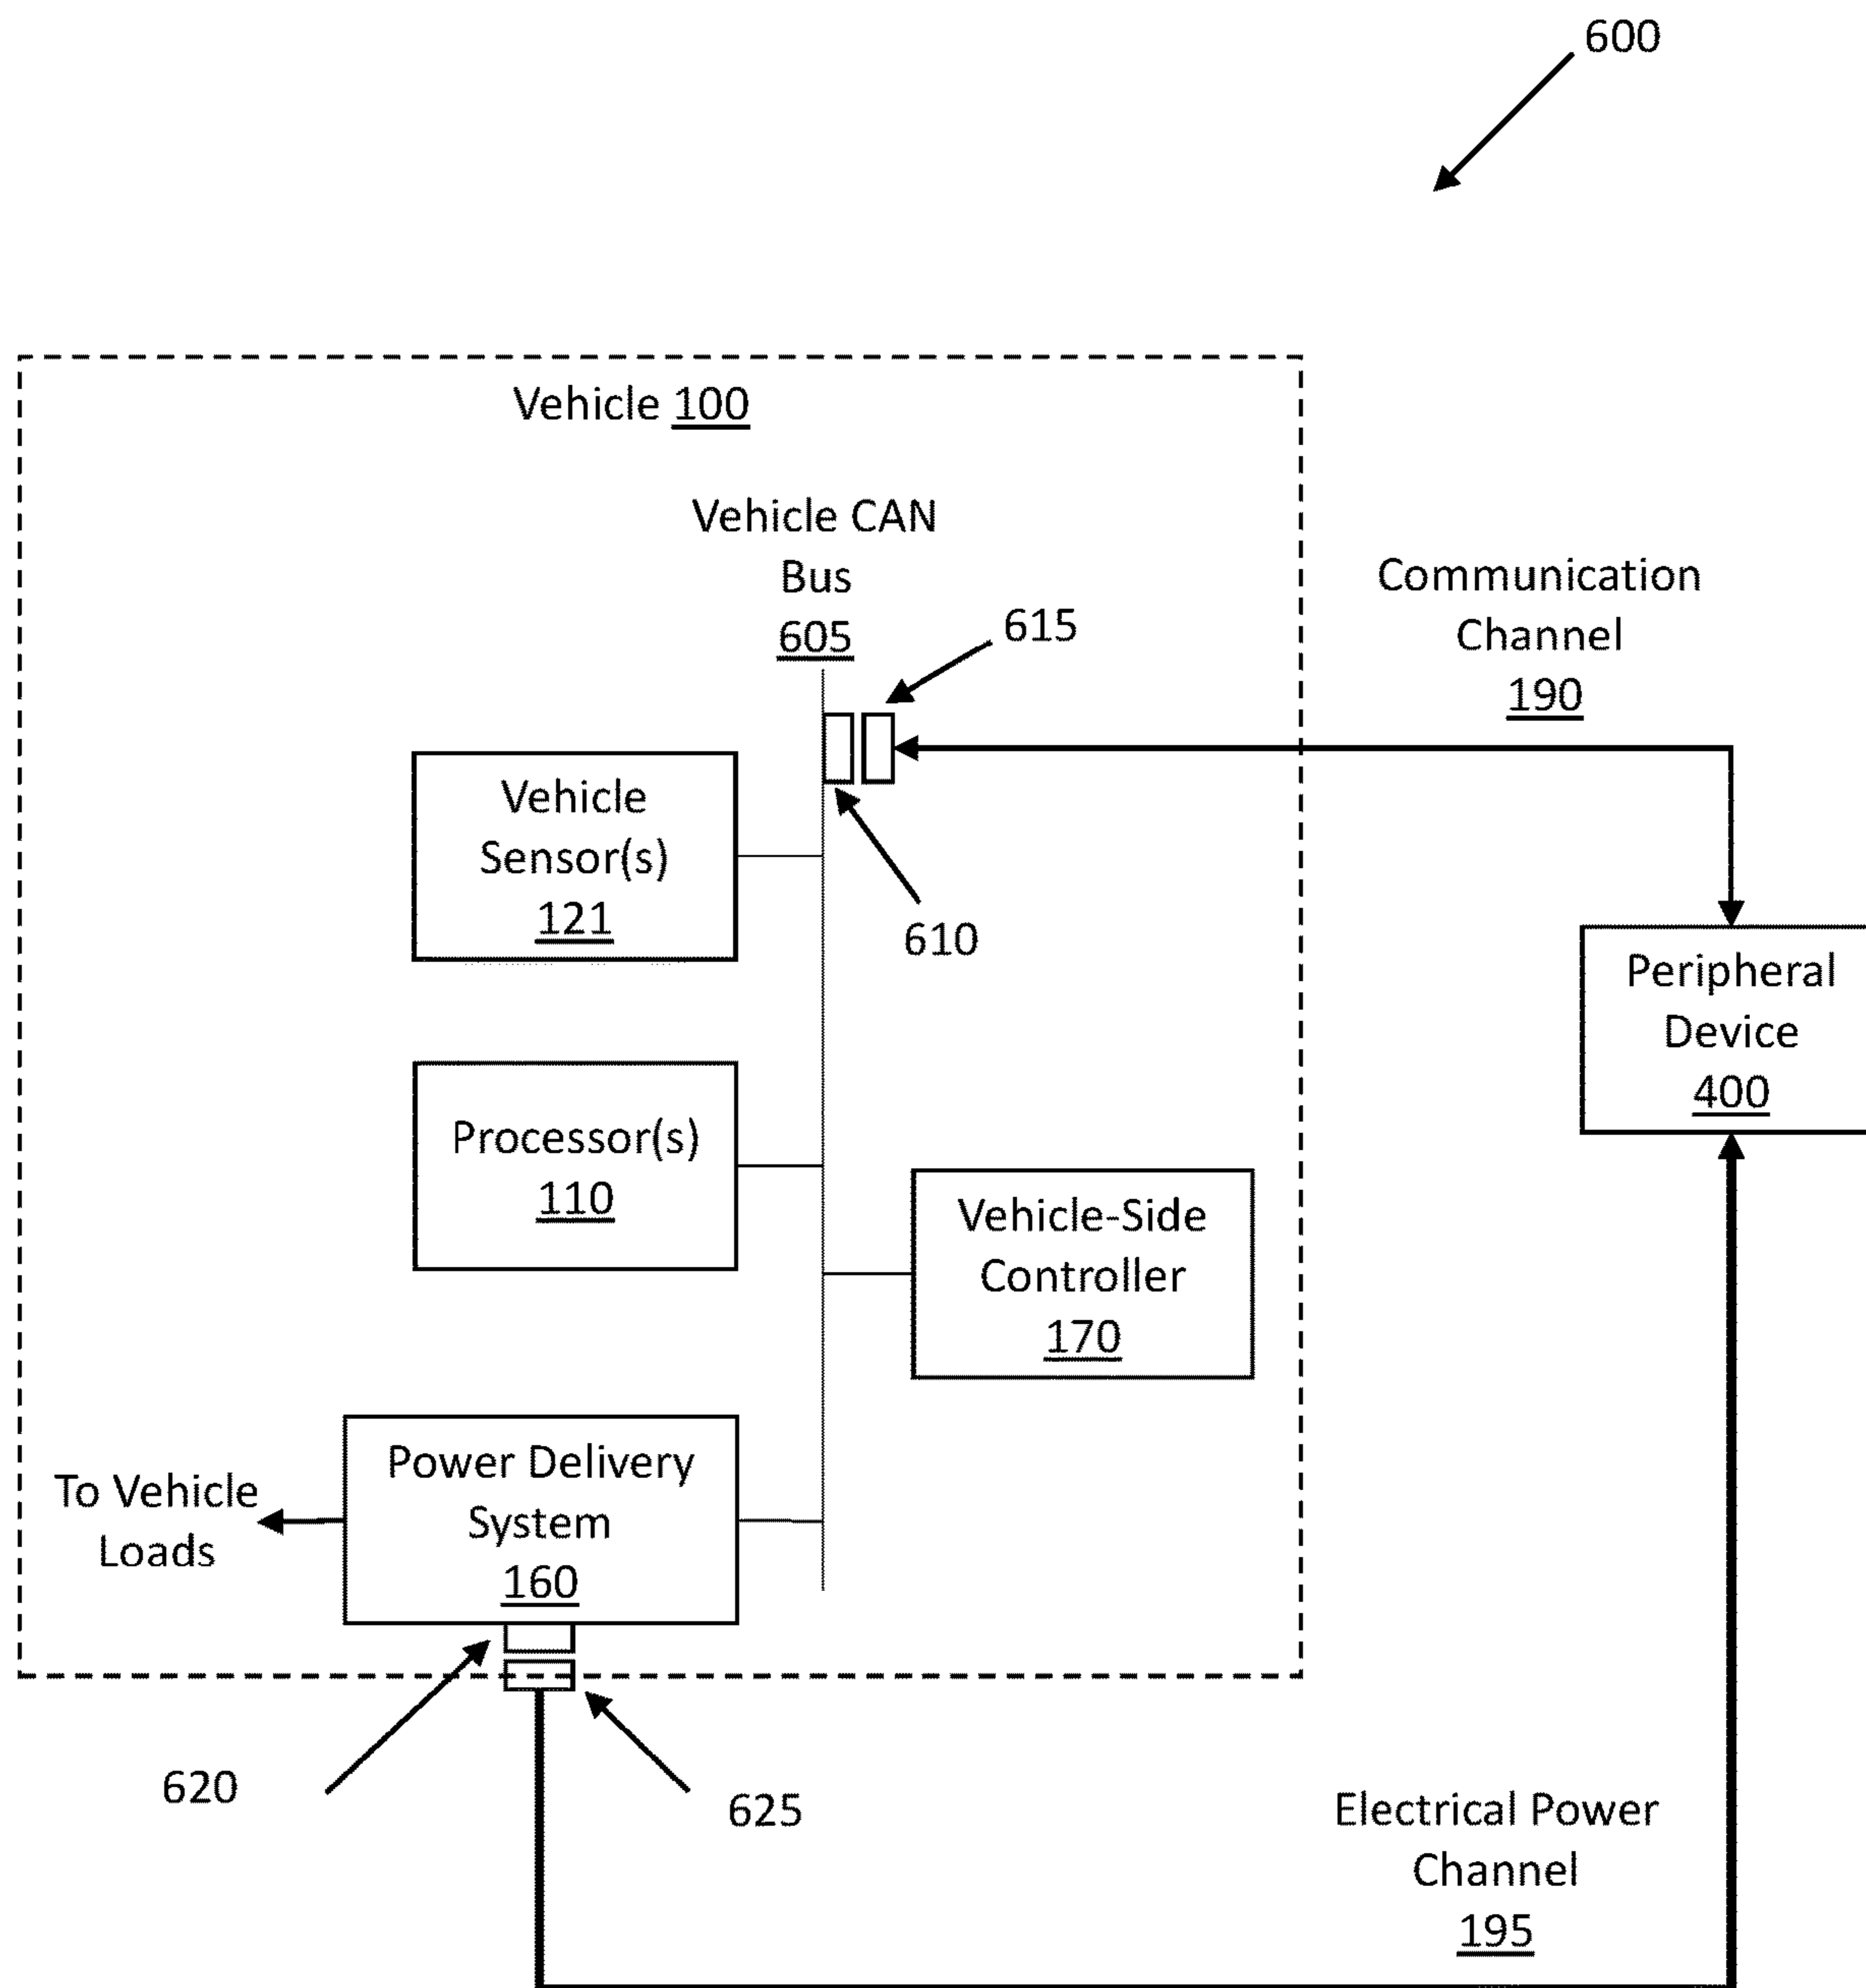 600
Vehicle 100
Vehicle CAN
Bus
605
615
Communication
Channel
190
Vehicle
Sensor(s)
121
610
Peripheral
Device
400
Processor(s)
110
Vehicle-Side
Controller
170
Power Delivery
System
160
To Vehicle
Loads
620
625
Electrical Power
Channel
195